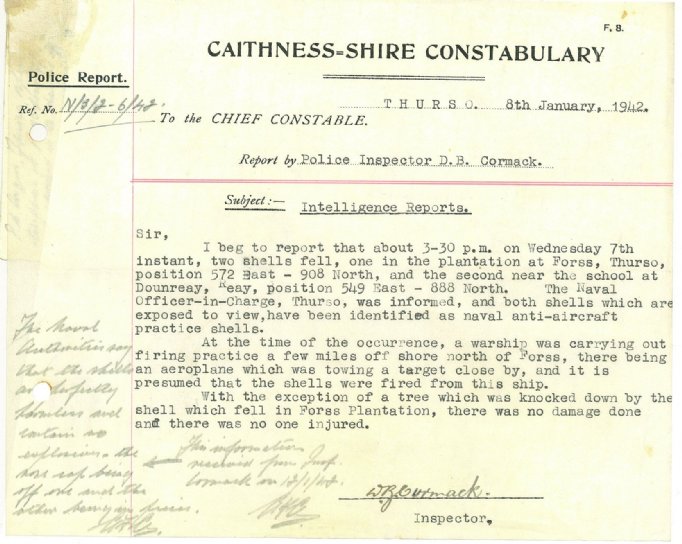 F. 8.
CAITHNESS=SHIRE CONSTABULARY
Police Report.
Ref. No. N/3/2-6/42.
THURSO. 8th January, 1942.
To the CHIEF CONSTABLE.
Report by Police Inspector D.B. Cormack.
Subject:— Intelligence Reports.
Sir,
I beg to report that about 3-30 p.m. on Wednesday 7th
instant, two shells fell, one in the plantation at Forss, Thurso,
position 572 East - 908 North, and the second near the school at
Dounreay, Reay, position 549 East - 888 North. The Naval
Officer-in-Charge, Thurso, was informed, and both shells which are
exposed to view,have been identified as naval anti-aircraft
practice shells.
At the time of the occurrence, a warship was carrying out
firing practice a few miles off shore north of Forss, there being
an aeroplane which was towing a target close by, and it is
presumed that the shells were fired from this ship.
With the exception of a tree which was knocked down by the
shell which fell in Forss Plantation, there was no damage done
and there was no one injured.
D.B. Cormack.
Inspector,
The Naval
Authorities say
that the shells
are perfectly
harmless and
contain no
explosives, the
nose cap being
off one and the
other being in pieces.
This information
received from Insp.
Cormack on 12/1/42.